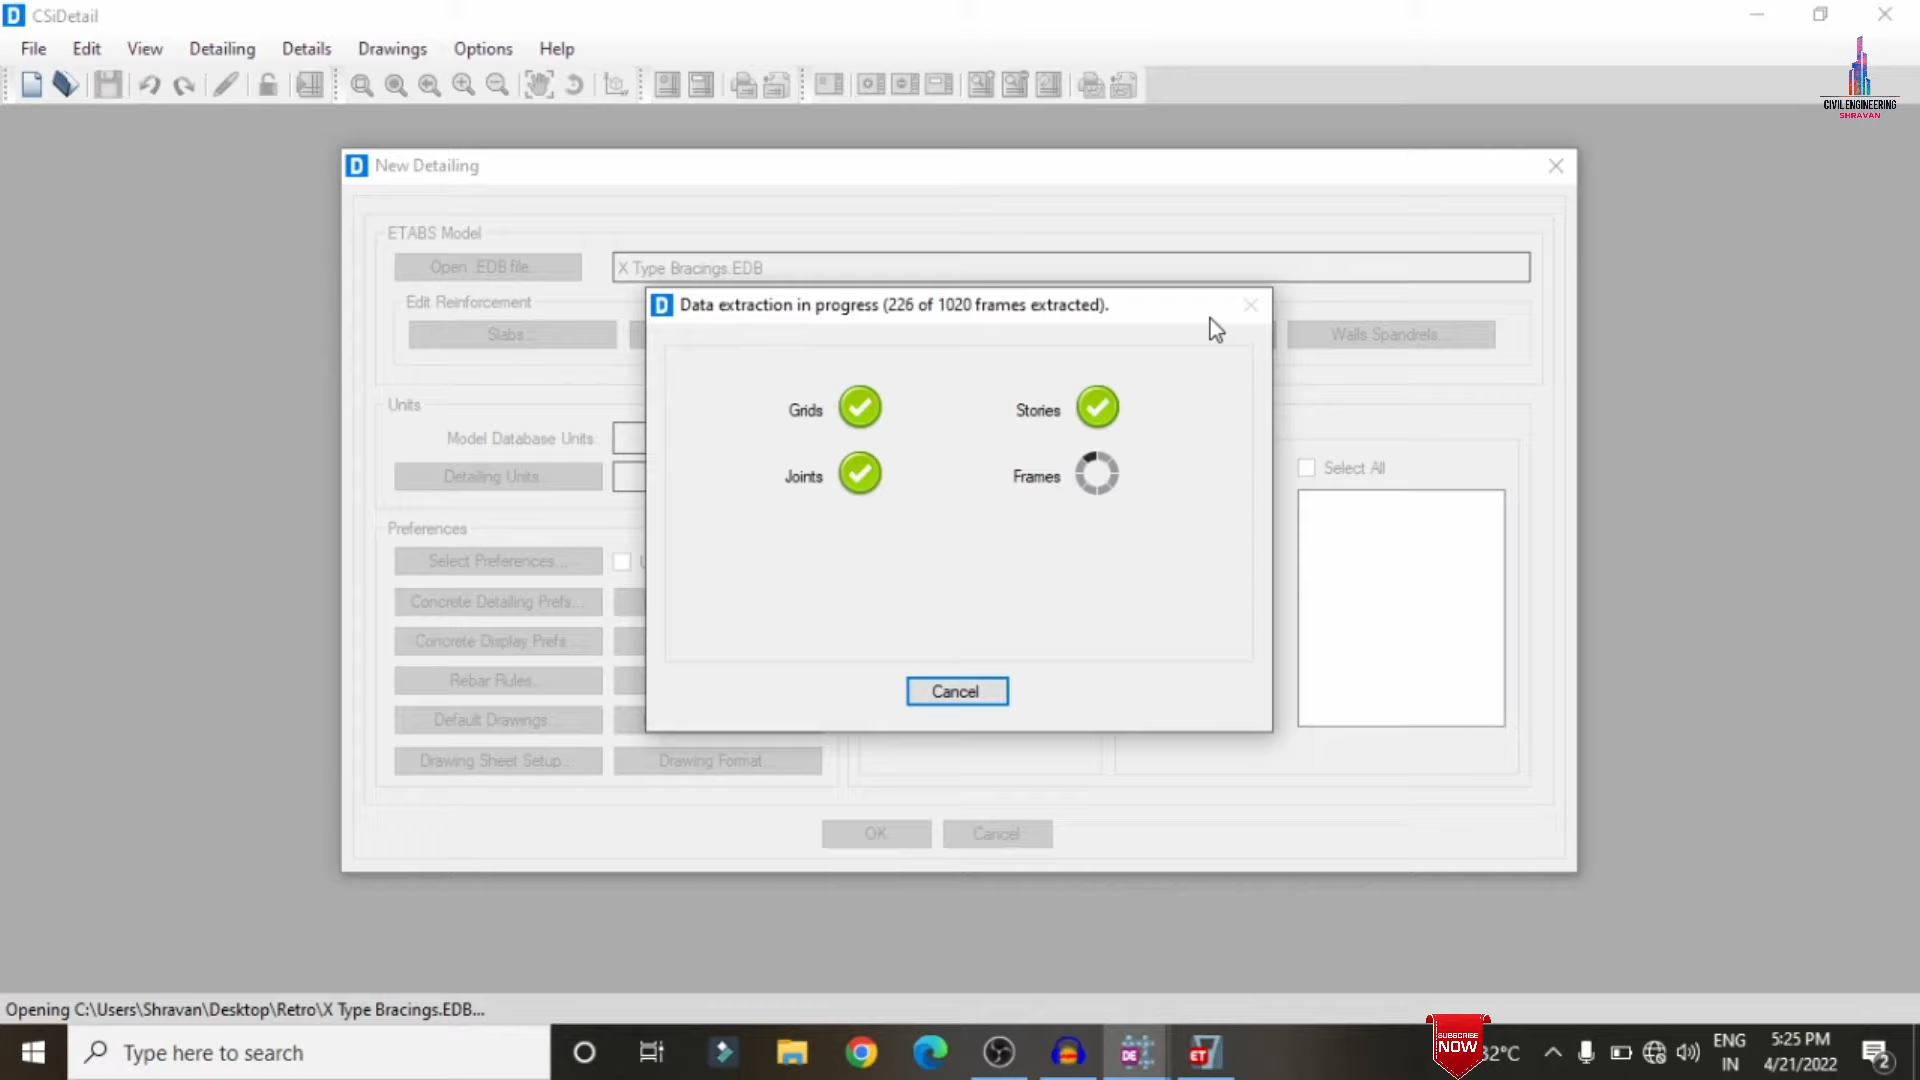 CSiDetail
File Edit View Detailing Details Drawings Options Help
CIVIL ENGINEERING
SHRAVAN
New Detailing
ETABS Model
Open .EDB file...
X Type Bracings.EDB
Edit Reinforcement
Slabs...
Walls Spandrels...
Data extraction in progress (226 of 1020 frames extracted).
Grids
Stories
Joints
Frames
Cancel
Units
Model Database Units:
Detailing Units...
Select All
Preferences
Select Preferences...
Concrete Detailing Prefs...
Concrete Display Prefs...
Rebar Rules...
Default Drawings...
Drawing Sheet Setup...
Drawing Format...
OK
Cancel
Opening C:\Users\Shravan\Desktop\Retro\X Type Bracings.EDB...
Type here to search
DE
ET
SUBSCRIBE
NOW
32°C
ENG
IN
5:25 PM
4/21/2022
2